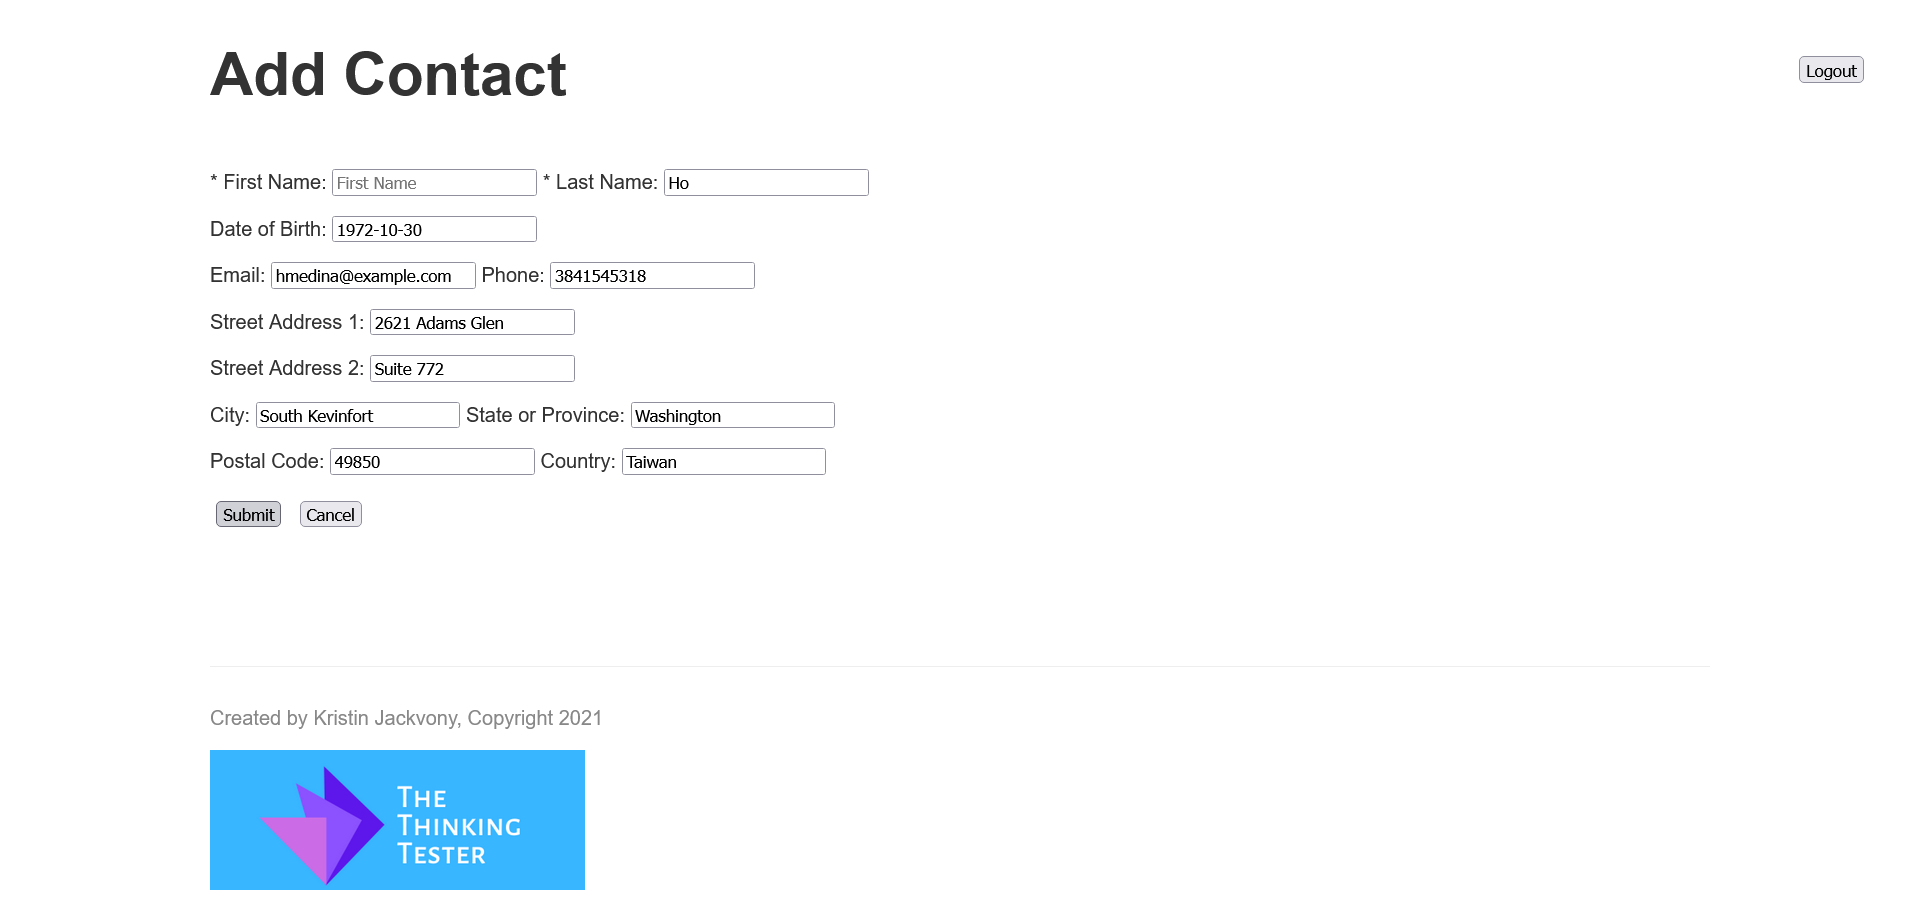 Add Contact
Logout
* First Name: First Name * Last Name: Ho
Date of Birth: 1972-10-30
Email: hmedina@example.com Phone: 3841545318
Street Address 1: 2621 Adams Glen
Street Address 2: Suite 772
City: South Kevinfort State or Province: Washington
Postal Code: 49850 Country: Taiwan
Submit Cancel
Created by Kristin Jackvony, Copyright 2021
THE
THINKING
TESTER